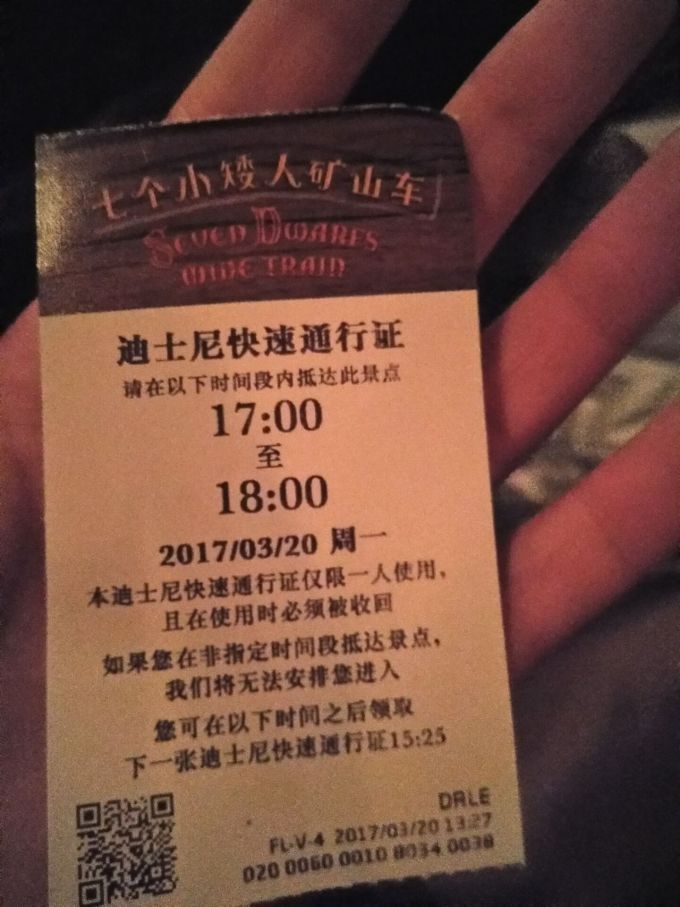 七个小矮人矿山车
SEVEN DWARFS
MINE TRAIN
迪士尼快速通行证
请在以下时间段内抵达此景点
17:00
至
18:00
2017/03/20 周一
本迪士尼快速通行证仅限一人使用，
且在使用时必须被收回
如果您在非指定时间段抵达景点，
我们将无法安排您进入
您可在以下时间之后领取
下一张迪士尼快速通行证15:25
DRLE
FL-V-4 2017/03/20 13:27
020 0060 0010 8034 0038